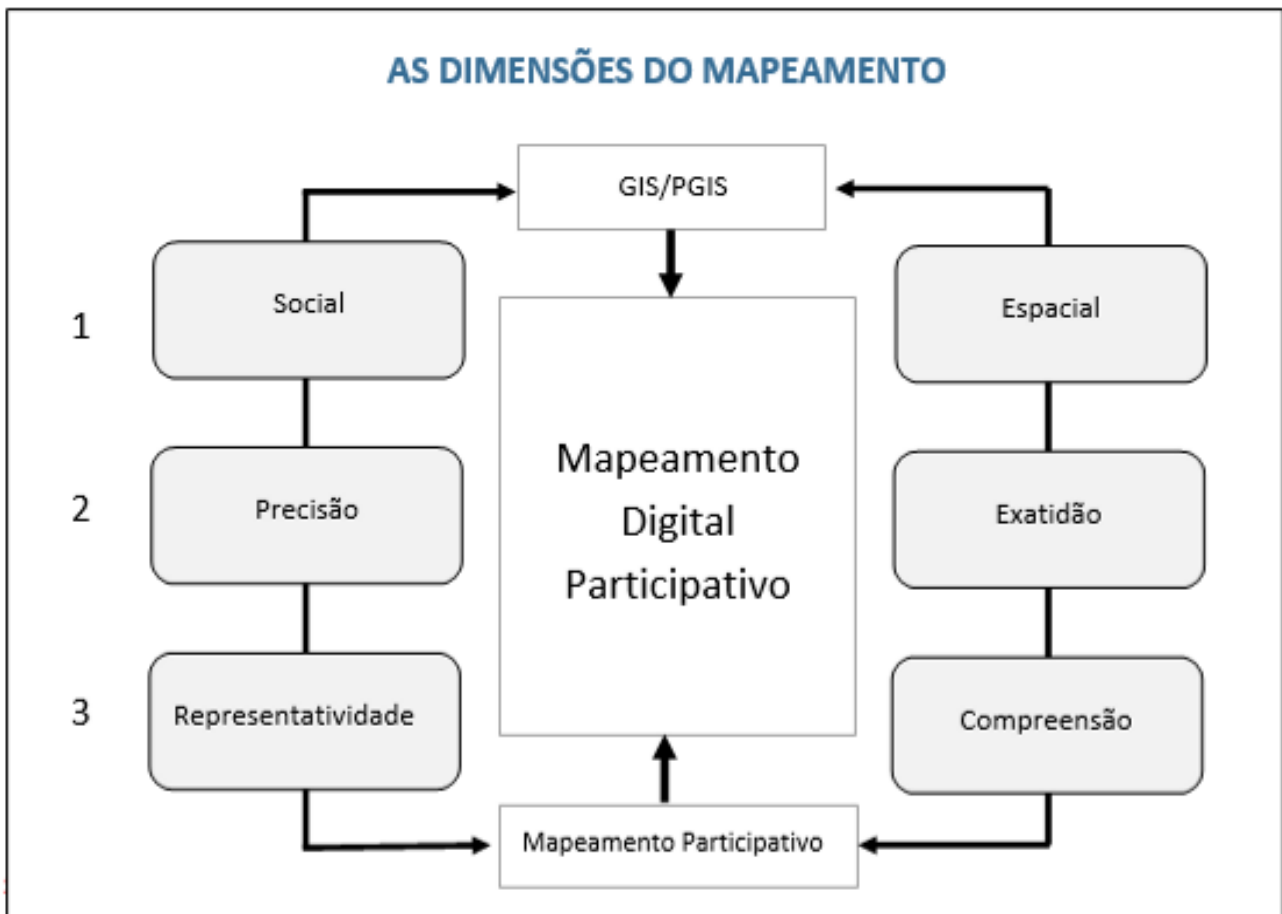 AS DIMENSÕES DO MAPEAMENTO
GIS/PGIS
Social
Espacial
1
Mapeamento
Digital
Participativo
2
Precisão
Exatidão
3
Representatividade
Compreensão
Mapeamento Participativo